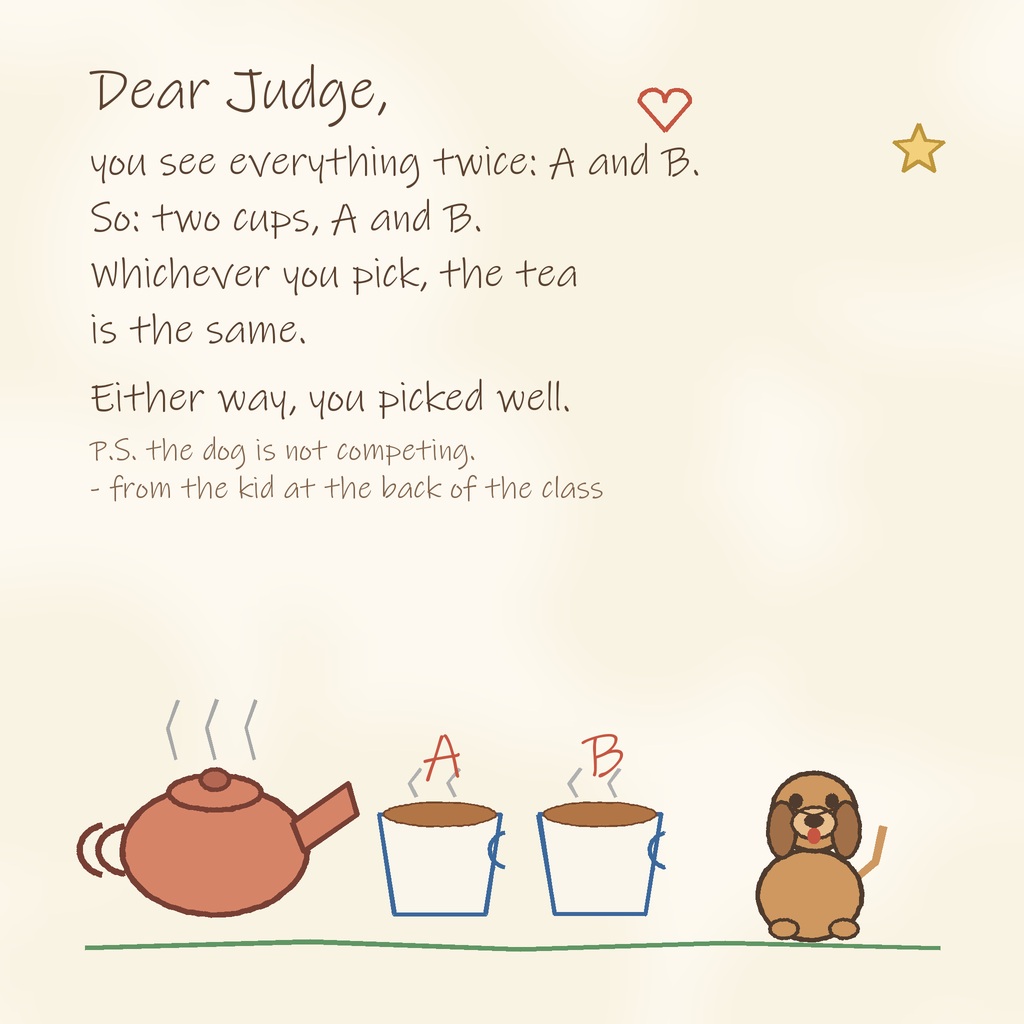 Dear Judge,
you see everything twice: A and B.
So: two cups, A and B.
Whichever you pick, the tea
is the same.
Either way, you picked well.
P.S. the dog is not competing.
- from the kid at the back of the class
A
B